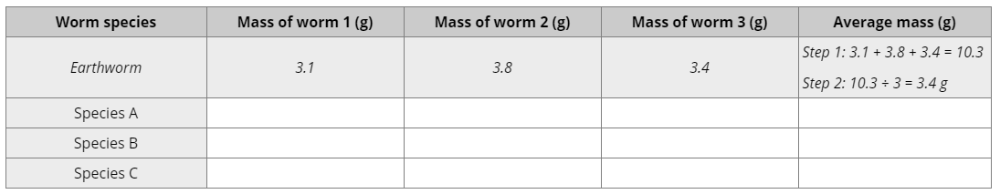 Worm species Mass of worm 1 (g) Mass of worm 2 (g) Mass of worm 3 (g) Average mass (g)
Earthworm 3.1 3.8 3.4 Step 1: 3.1 + 3.8 + 3.4 = 10.3
Step 2: 10.3 ÷ 3 = 3.4 g
Species A
Species B
Species C